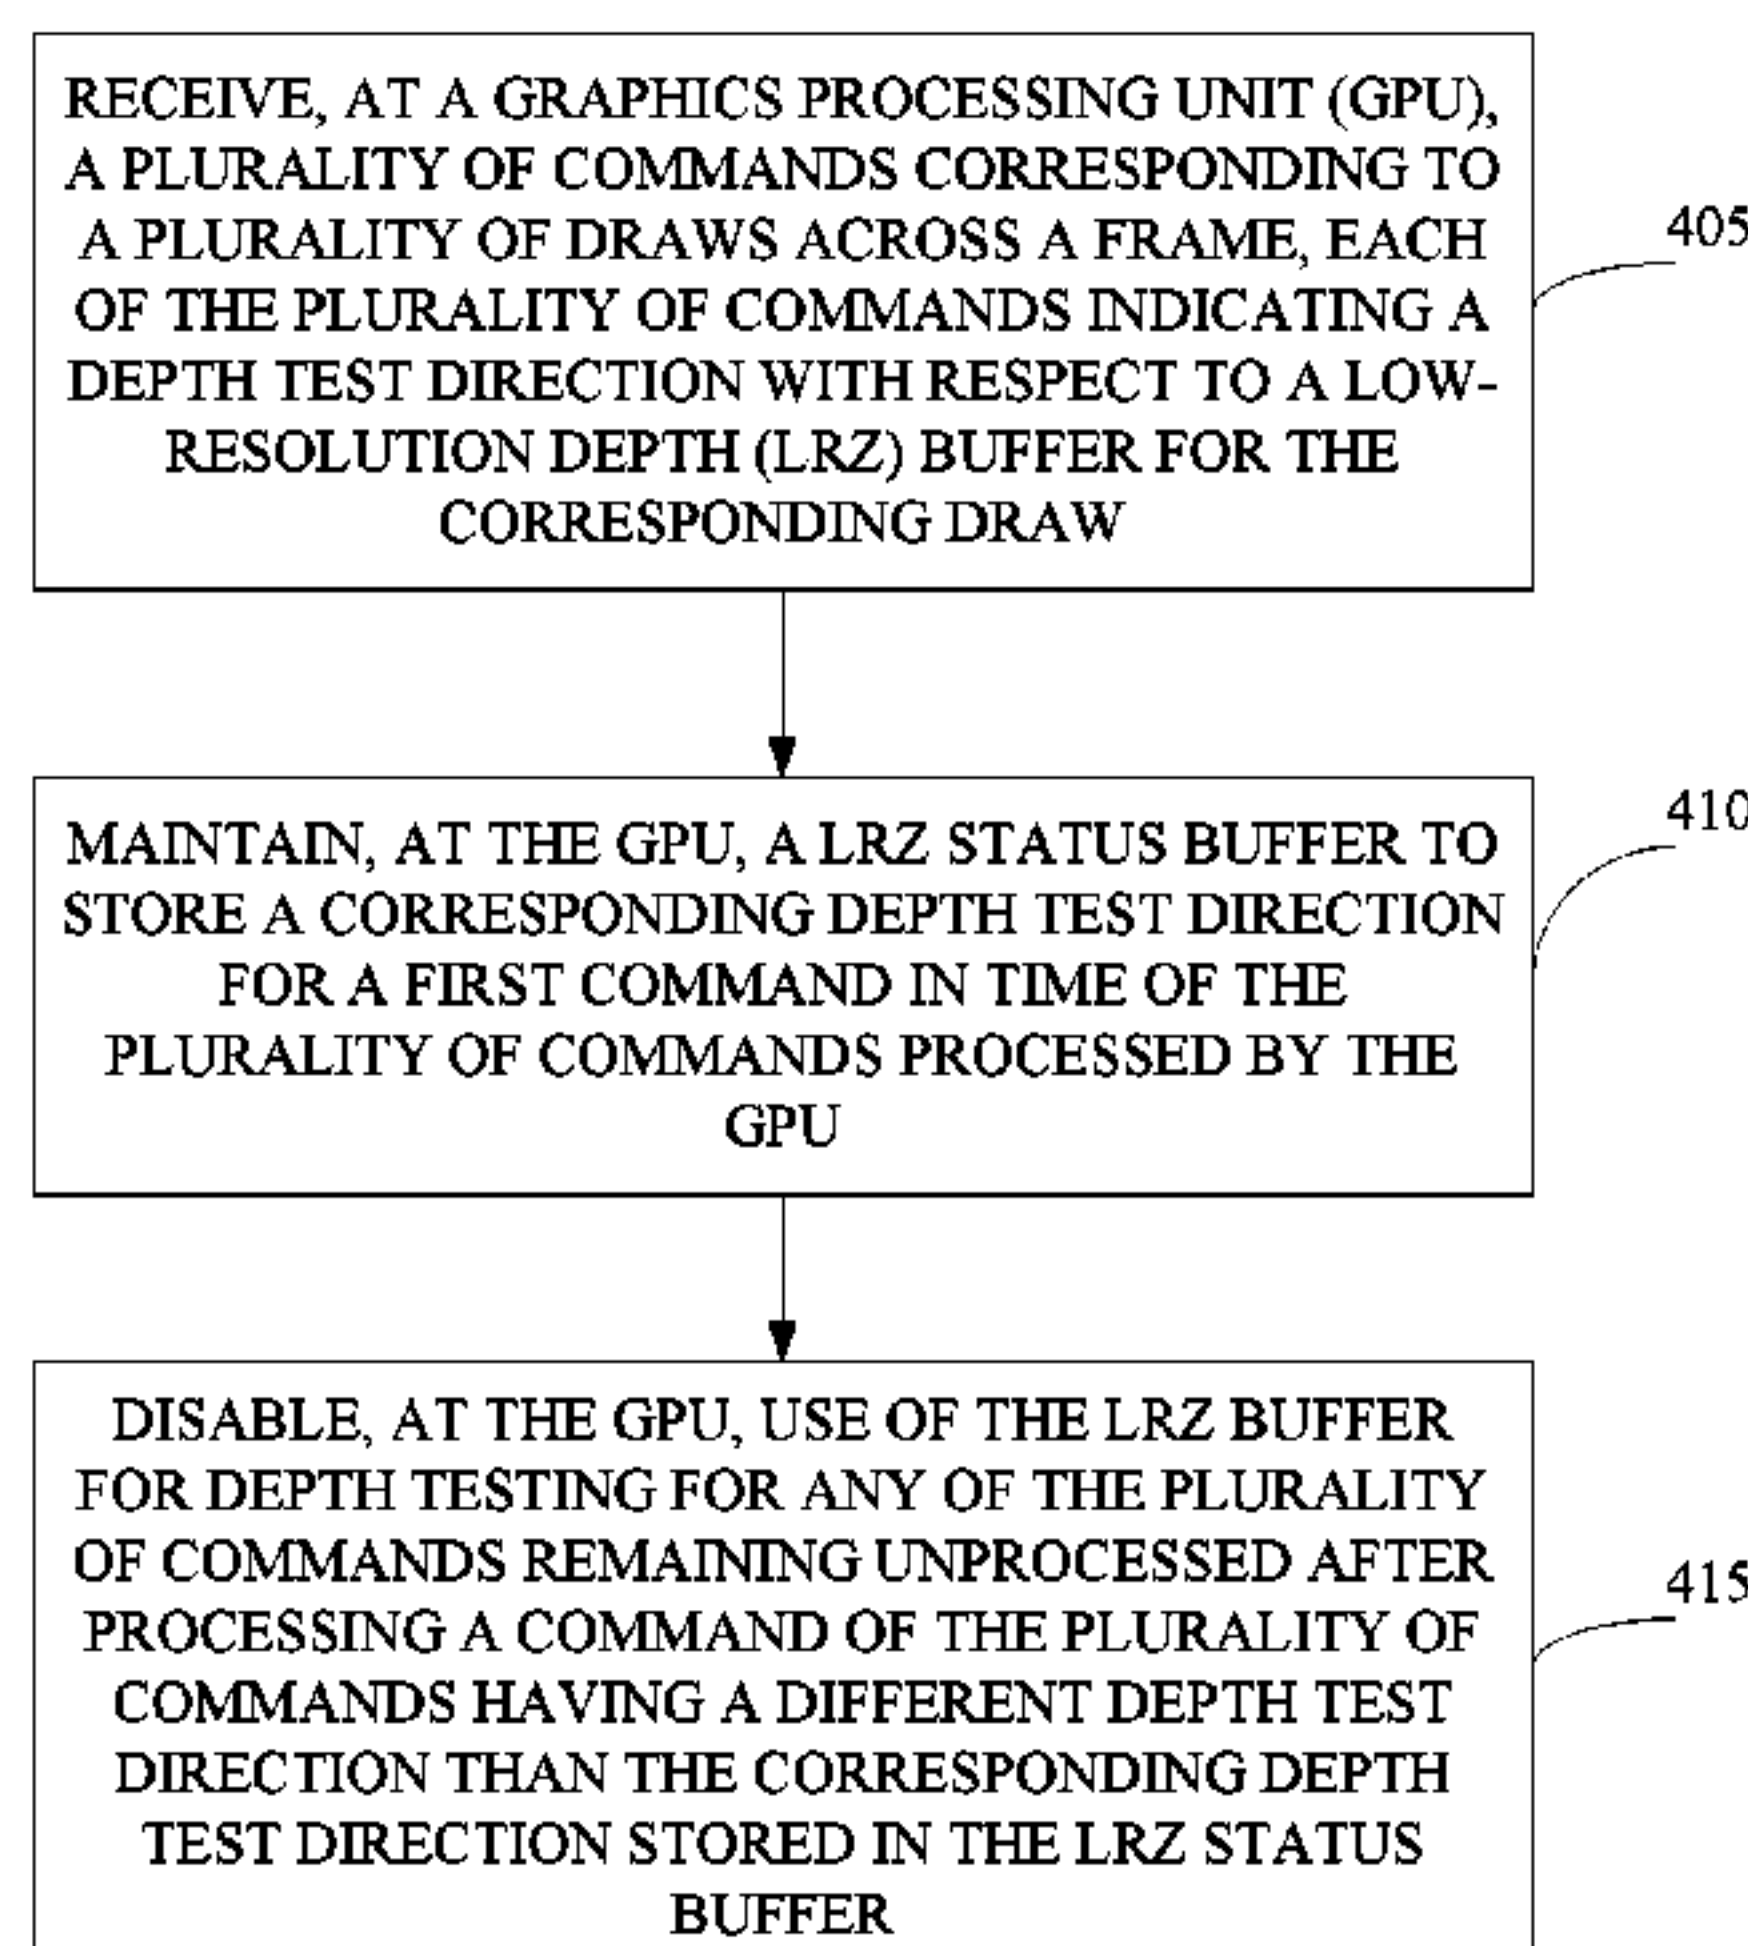 RECEIVE, AT A GRAPHICS PROCESSING UNIT (GPU),
A PLURALITY OF COMMANDS CORRESPONDING TO
A PLURALITY OF DRAWS ACROSS A FRAME, EACH
OF THE PLURALITY OF COMMANDS INDICATING A
DEPTH TEST DIRECTION WITH RESPECT TO A LOW-
RESOLUTION DEPTH (LRZ) BUFFER FOR THE
CORRESPONDING DRAW
405
MAINTAIN, AT THE GPU, A LRZ STATUS BUFFER TO
STORE A CORRESPONDING DEPTH TEST DIRECTION
FOR A FIRST COMMAND IN TIME OF THE
PLURALITY OF COMMANDS PROCESSED BY THE
GPU
410
DISABLE, AT THE GPU, USE OF THE LRZ BUFFER
FOR DEPTH TESTING FOR ANY OF THE PLURALITY
OF COMMANDS REMAINING UNPROCESSED AFTER
PROCESSING A COMMAND OF THE PLURALITY OF
COMMANDS HAVING A DIFFERENT DEPTH TEST
DIRECTION THAN THE CORRESPONDING DEPTH
TEST DIRECTION STORED IN THE LRZ STATUS
BUFFER
415